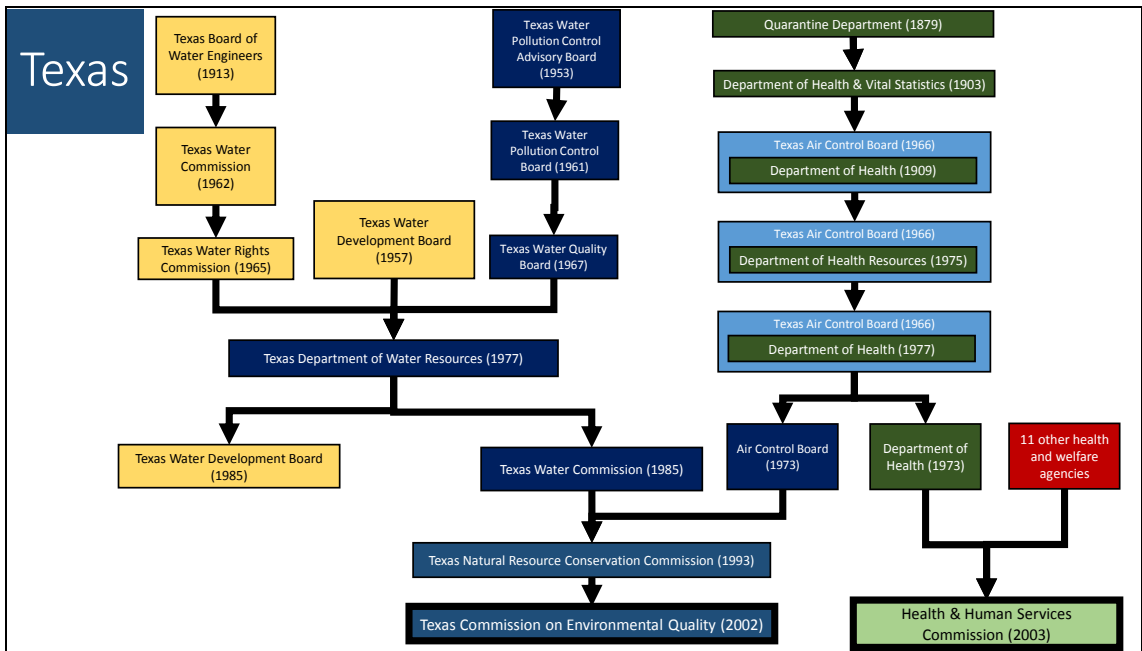 Texas
Texas Board of
Water Engineers
(1913)
Texas Water
Pollution Control
Advisory Board
(1953)
Quarantine Department (1879)
Department of Health & Vital Statistics (1903)
Texas Water
Commission
(1962)
Texas Water
Pollution Control
Board (1961)
Texas Air Control Board (1966)
Department of Health (1909)
Texas Water Rights
Commission (1965)
Texas Water
Development Board
(1957)
Texas Water Quality
Board (1967)
Texas Air Control Board (1966)
Department of Health Resources (1975)
Texas Department of Water Resources (1977)
Texas Air Control Board (1966)
Department of Health (1977)
Texas Water Development Board
(1985)
Texas Water Commission (1985)
Air Control Board
(1973)
Department of
Health (1973)
11 other health
and welfare
agencies
Texas Natural Resource Conservation Commission (1993)
Texas Commission on Environmental Quality (2002)
Health & Human Services
Commission (2003)